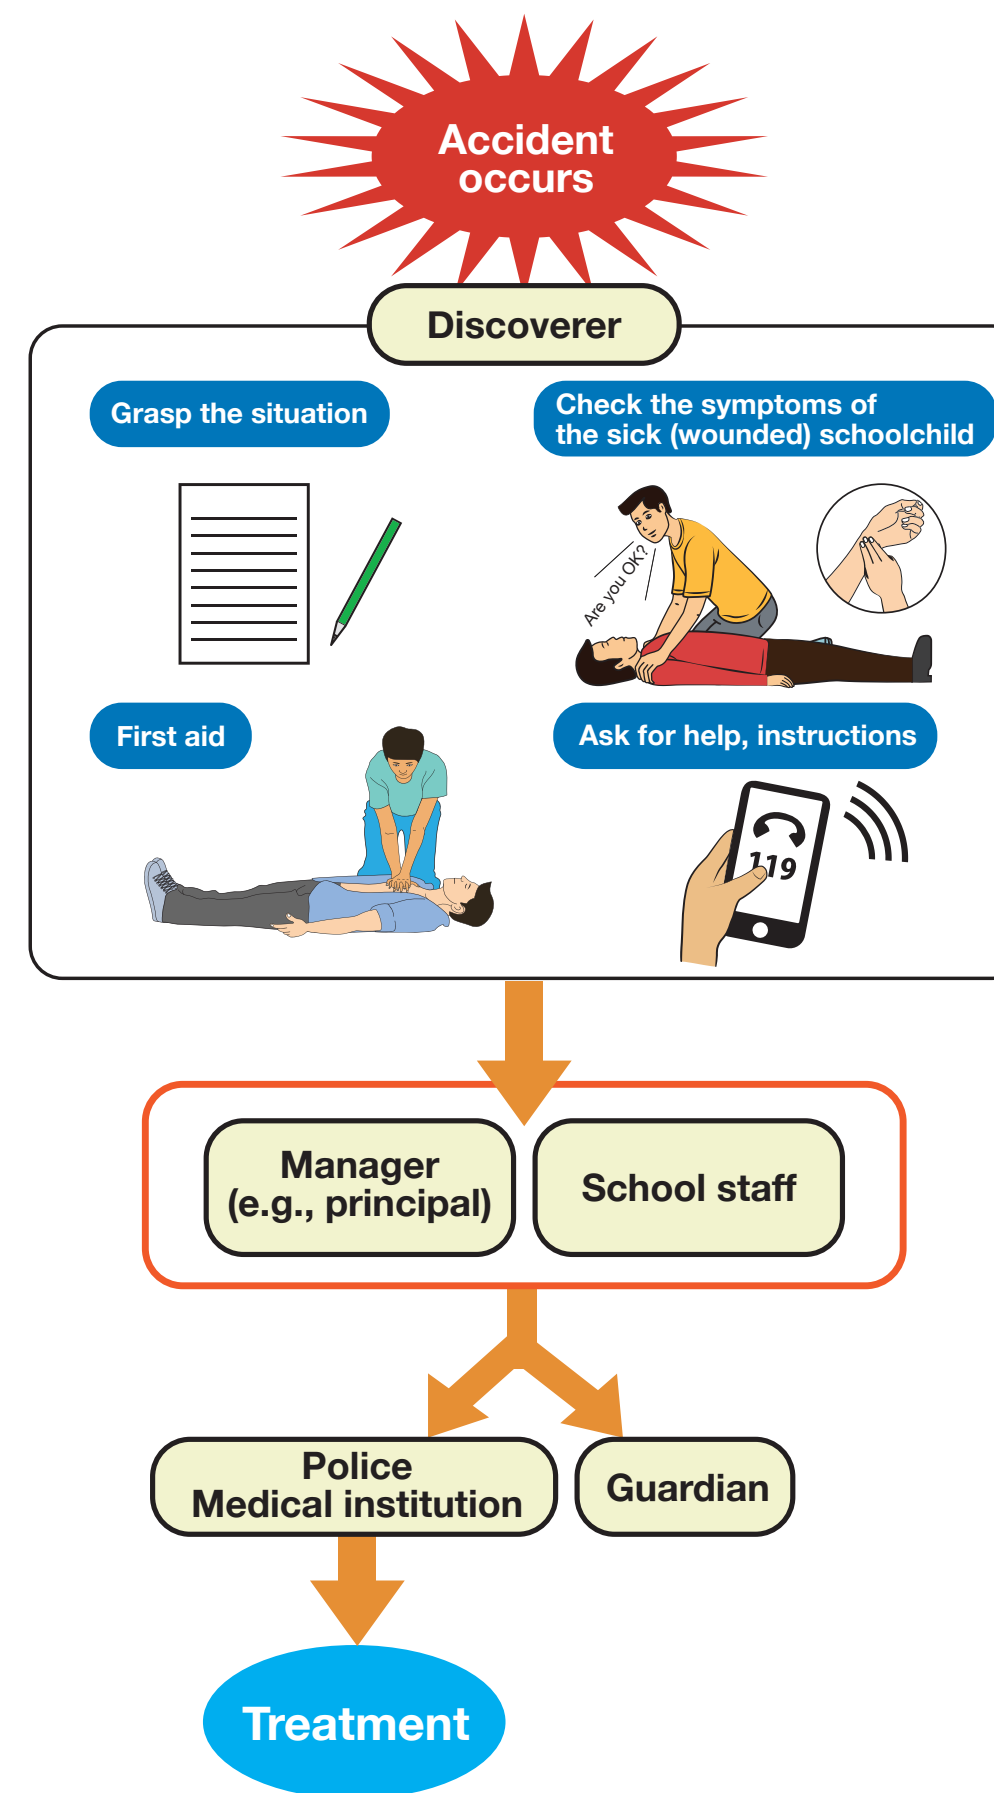 Accident
occurs
Discoverer
Grasp the situation
Check the symptoms of
the sick (wounded) schoolchild
Are you OK?
First aid
Ask for help, instructions
119
Manager
(e.g., principal)
School staff
Police
Medical institution
Guardian
Treatment